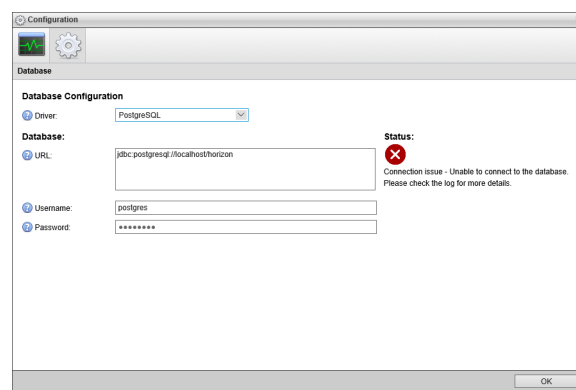 Configuration
Database
Database Configuration
Driver: PostgreSQL
Database: Status:
URL: jdbc:postgresql://localhost/horizon
Connection issue - Unable to connect to the database.
Please check the log for more details.
Username: postgres
Password: ●●●●●●●●
OK